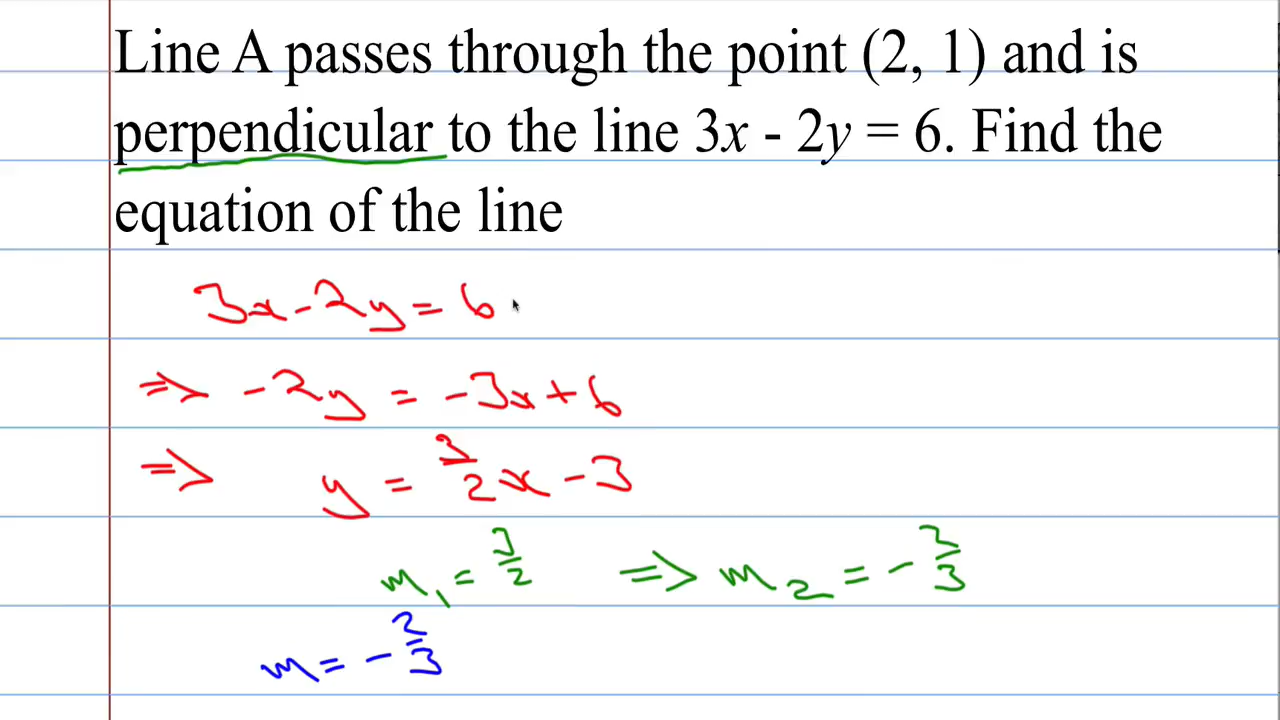 Line A passes through the point (2, 1) and is
perpendicular to the line 3x - 2y = 6. Find the
equation of the line
3x - 2y = 6
=> -2y = -3x + 6
=> y = 3/2 x - 3
m₁ = 3/2 => m₂ = -2/3
m = -2/3